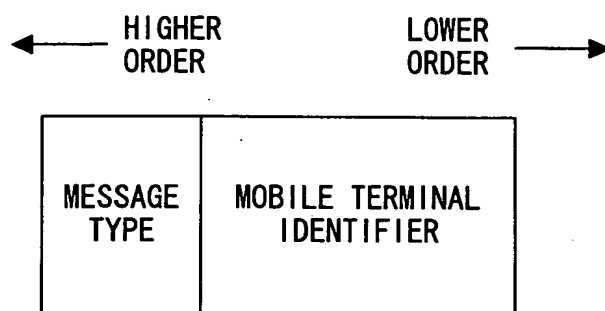 HIGHER ORDER
LOWER ORDER
MESSAGE TYPE
MOBILE TERMINAL IDENTIFIER